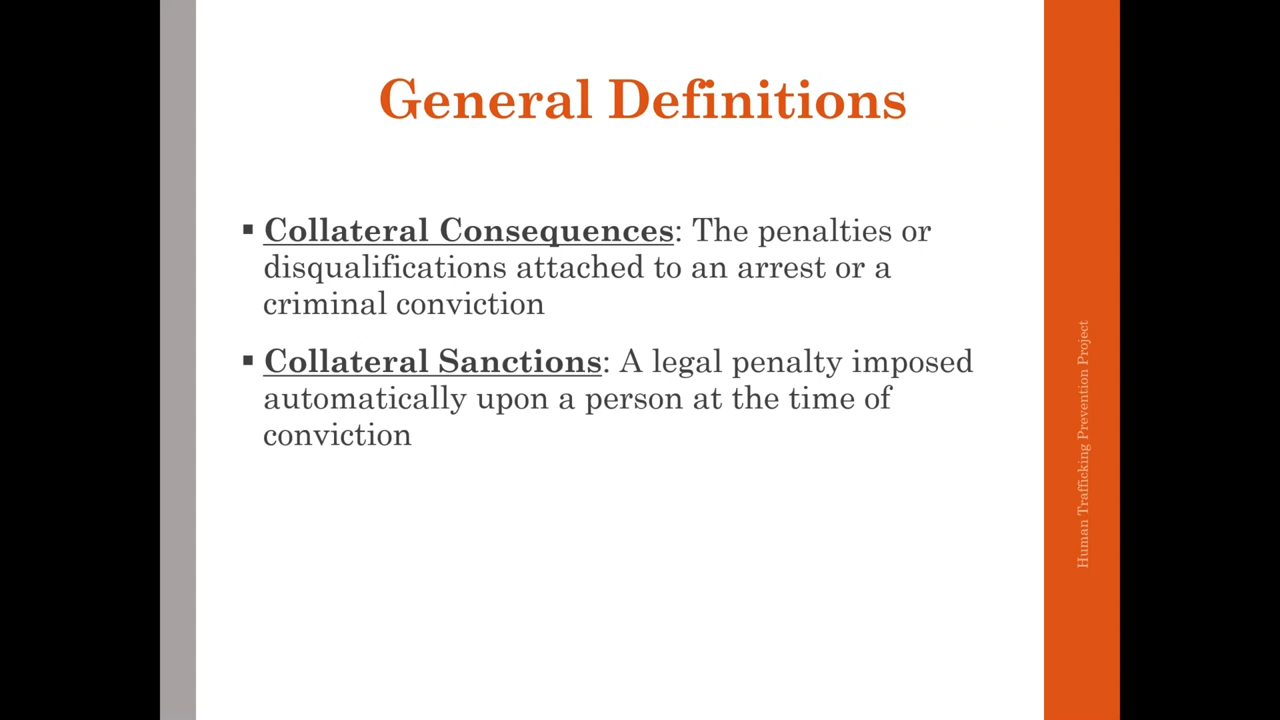 General Definitions
▪ Collateral Consequences: The penalties or
disqualifications attached to an arrest or a
criminal conviction
▪ Collateral Sanctions: A legal penalty imposed
automatically upon a person at the time of
conviction
Human Trafficking Prevention Project